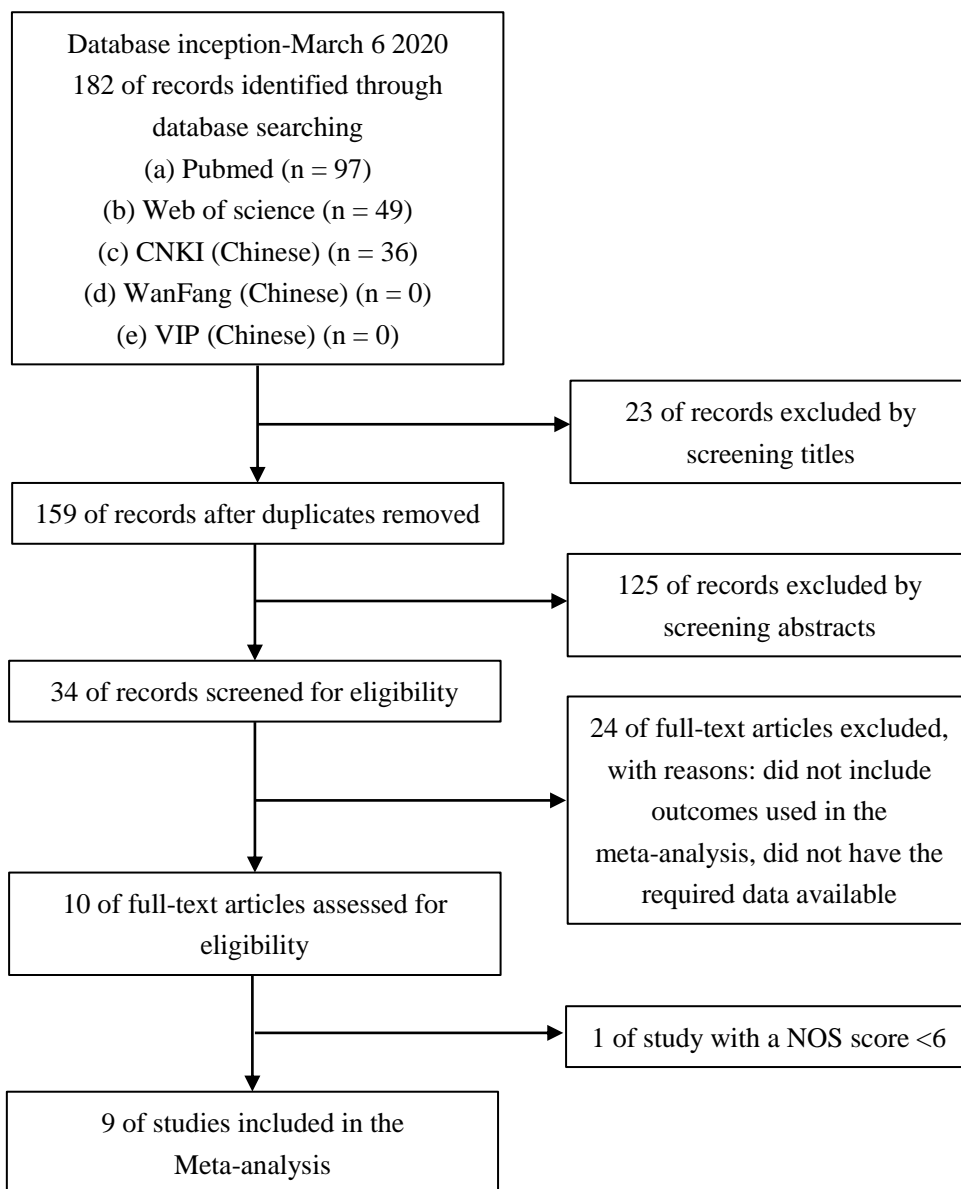 Database inception-March 6 2020
182 of records identified through
database searching
(a) Pubmed (n = 97)
(b) Web of science (n = 49)
(c) CNKI (Chinese) (n = 36)
(d) WanFang (Chinese) (n = 0)
(e) VIP (Chinese) (n = 0)
23 of records excluded by
screening titles
159 of records after duplicates removed
125 of records excluded by
screening abstracts
34 of records screened for eligibility
24 of full-text articles excluded,
with reasons: did not include
outcomes used in the
meta-analysis, did not have the
required data available
10 of full-text articles assessed for
eligibility
1 of study with a NOS score <6
9 of studies included in the
Meta-analysis